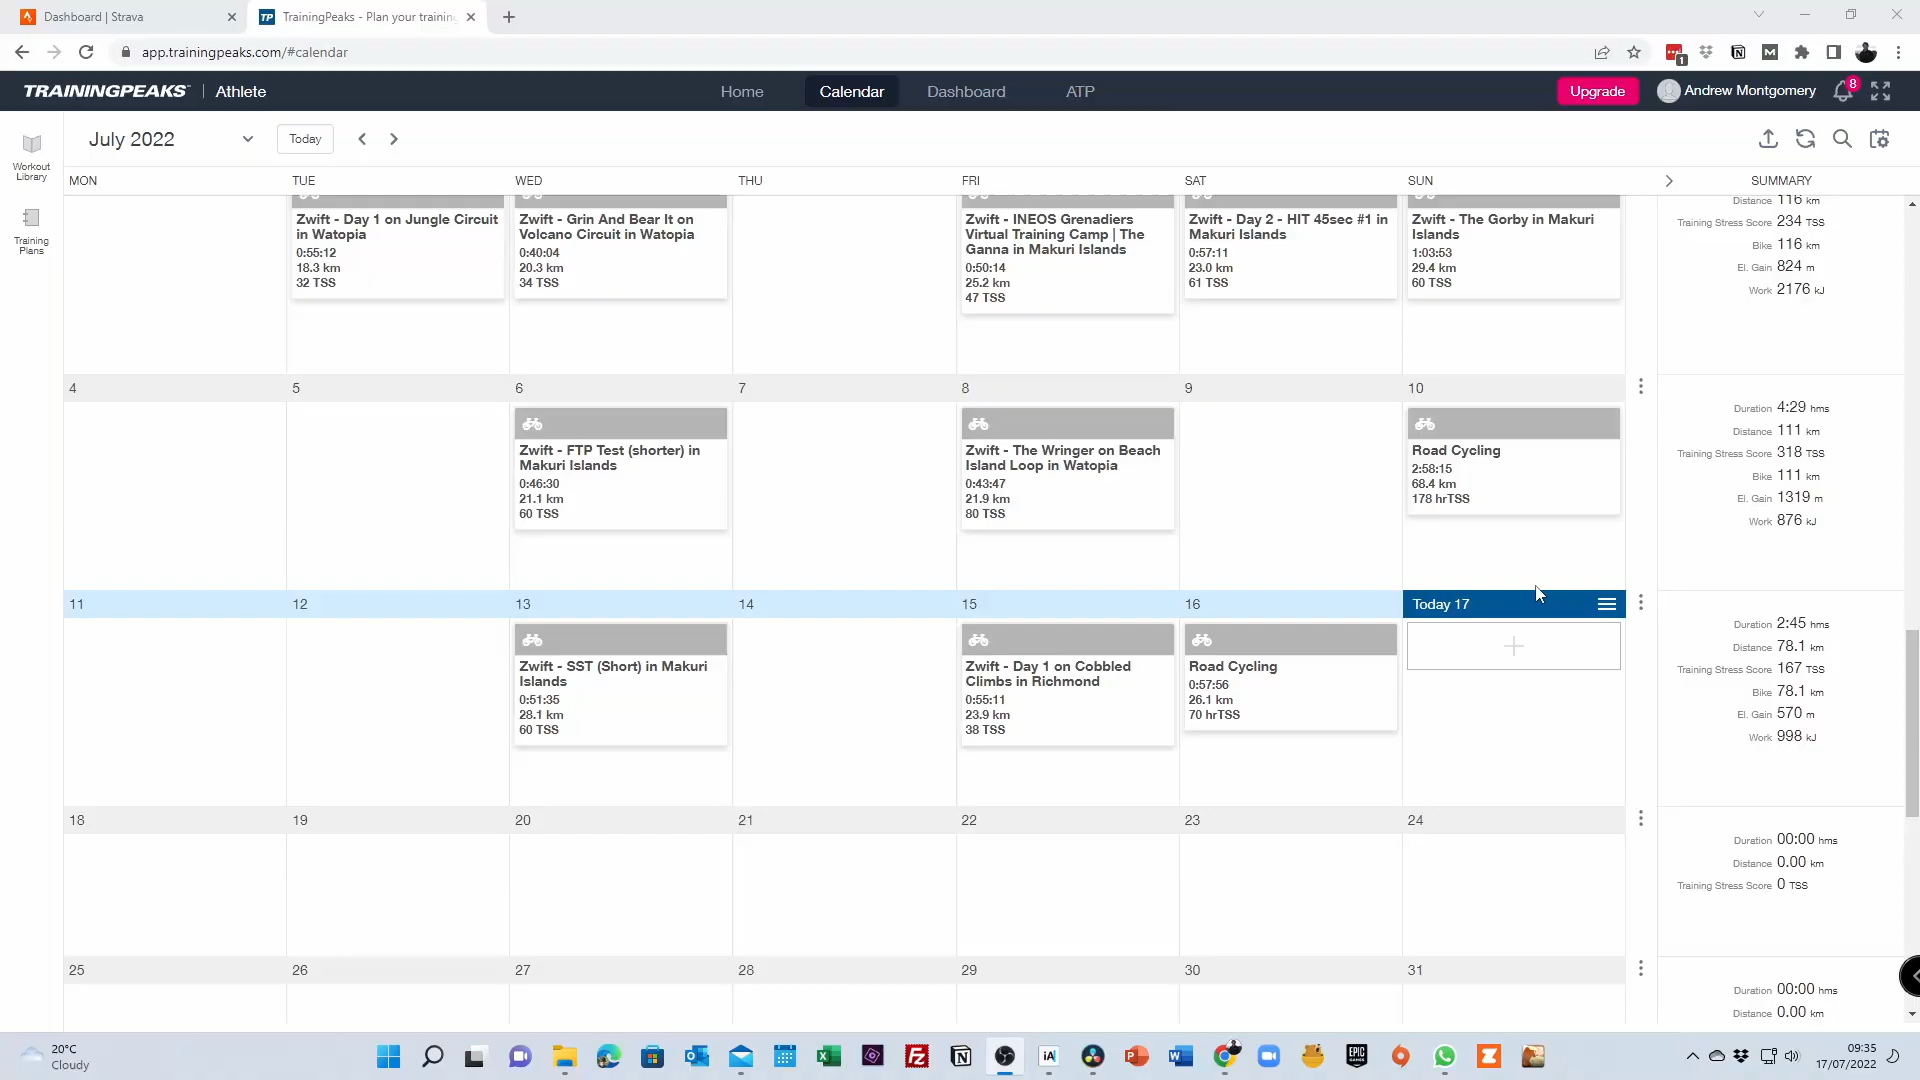 Dashboard | Strava
TP
TrainingPeaks - Plan your training
app.trainingpeaks.com/#calendar
1
TRAININGPEAKS
Athlete
Home
Calendar
Dashboard
ATP
Upgrade
Andrew Montgomery
8
Workout
Library
Training
Plans
July 2022
Today
MON
TUE
WED
THU
FRI
SAT
SUN
SUMMARY
Zwift - Day 1 on Jungle Circuit
in Watopia
0:55:12
18.3 km
32 TSS
Zwift - Grin And Bear It on
Volcano Circuit in Watopia
0:40:04
20.3 km
34 TSS
Zwift - INEOS Grenadiers
Virtual Training Camp | The
Ganna in Makuri Islands
0:50:14
25.2 km
47 TSS
Zwift - Day 2 - HIT 45sec #1 in
Makuri Islands
0:57:11
23.0 km
61 TSS
Zwift - The Gorby in Makuri
Islands
1:03:53
29.4 km
60 TSS
Distance 116 km
Training Stress Score 234 TSS
Bike 116 km
El. Gain 824 m
Work 2176 kJ
4
5
6
7
8
9
10
Zwift - FTP Test (shorter) in
Makuri Islands
0:46:30
21.1 km
60 TSS
Zwift - The Wringer on Beach
Island Loop in Watopia
0:43:47
21.9 km
80 TSS
Road Cycling
2:58:15
68.4 km
178 hrTSS
Duration 4:29 hms
Distance 111 km
Training Stress Score 318 TSS
Bike 111 km
El. Gain 1319 m
Work 876 kJ
11
12
13
14
15
16
Today 17
Zwift - SST (Short) in Makuri
Islands
0:51:35
28.1 km
60 TSS
Zwift - Day 1 on Cobbled
Climbs in Richmond
0:55:11
23.9 km
38 TSS
Road Cycling
0:57:56
26.1 km
70 hrTSS
Duration 2:45 hms
Distance 78.1 km
Training Stress Score 167 TSS
Bike 78.1 km
El. Gain 570 m
Work 998 kJ
18
19
20
21
22
23
24
Duration 00:00 hms
Distance 0.00 km
Training Stress Score 0 TSS
25
26
27
28
29
30
31
Duration 00:00 hms
Distance 0.00 km
20°C
Cloudy
Fz
iA
EPIC
GAMES
09:35
17/07/2022